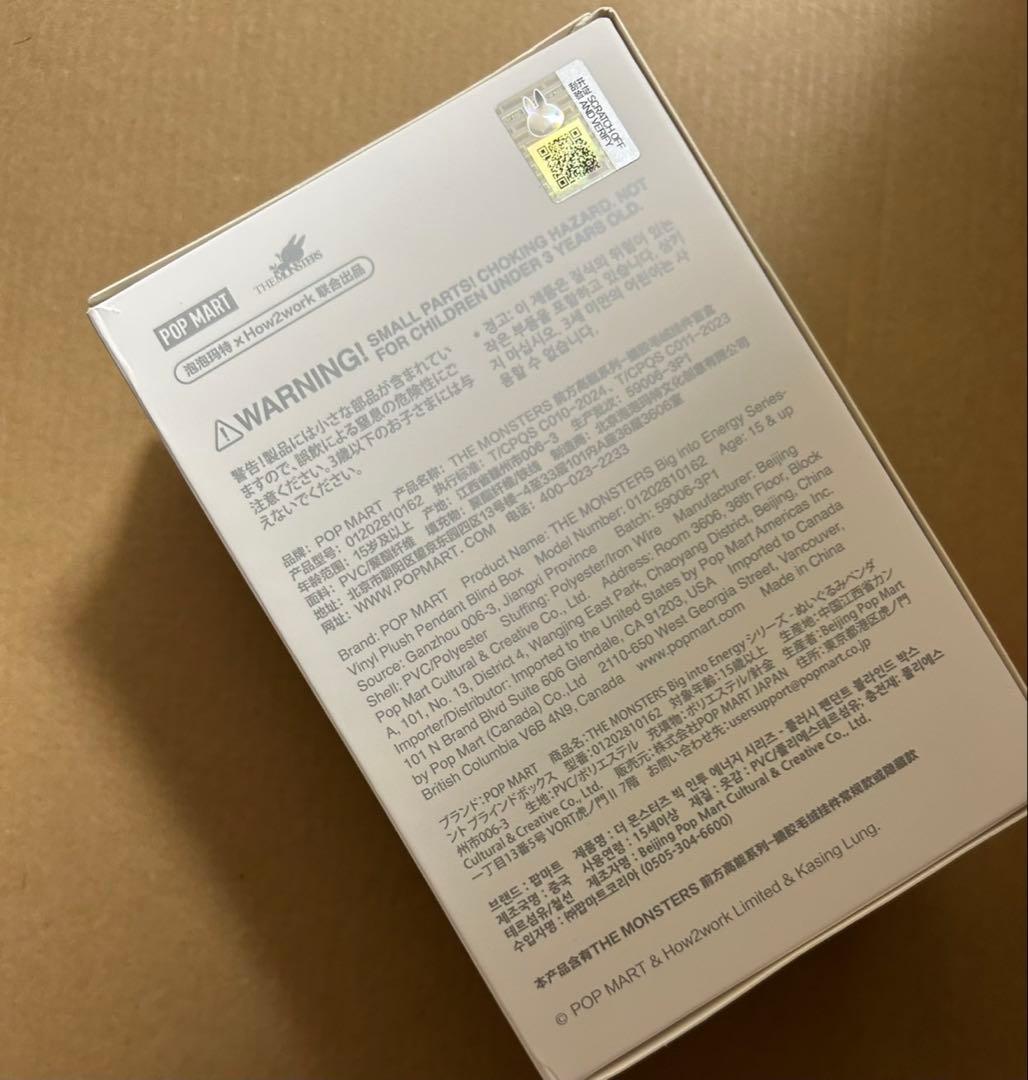 扫码 SCRATCH OFF
验真 AND VERIFY
THE MONSTERS
POP MART
泡泡玛特 × How2work 联合出品
WARNING! SMALL PARTS! CHOKING HAZARD. NOT
FOR CHILDREN UNDER 3 YEARS OLD.
警告!製品には小さな部品が含まれてい
ますので、誤飲による窒息の危険性にご
注意ください。3歳以下のお子さまには与
えないでください。
* 경고: 이 제품은 질식의 위험이 있는
작은 부품을 포함하고 있습니다. 삼키
지 마십시오. 3세 미만의 어린이는 사
용할 수 없습니다.
品牌: POP MART 产品名称: THE MONSTERS 前方高能系列-搪胶毛绒挂件盲盒
产品型号: 01202810162 执行标准: T/CPQS C010-2024, T/CPQS C011-2023
年龄范围: 15岁及以上 产地: 江西省赣州市006-3 生产批次: 59006-3P1
面料: PVC/聚酯纤维 填充物: 聚酯纤维/铁线 制造商: 北京泡泡玛特文化创意有限公司
地址: 北京市朝阳区望京东园四区13号楼-4至33层101内A座36层3606室
网址: WWW.POPMART.COM 电话: 400-023-2233
Brand: POP MART Product Name: THE MONSTERS Big into Energy Series-
Vinyl Plush Pendant Blind Box Model Number: 01202810162 Age: 15 & up
Source: Ganzhou 006-3, Jiangxi Province Batch: 59006-3P1
Shell: PVC/Polyester Stuffing: Polyester/Iron Wire Manufacturer: Beijing
Pop Mart Cultural & Creative Co., Ltd. Address: Room 3606, 36th Floor, Block
A, 101, No. 13, District 4, Wangjing East Park, Chaoyang District, Beijing, China
Importer/Distributor: Imported to the United States by Pop Mart Americas Inc.
101 N Brand Blvd Suite 606 Glendale, CA 91203, USA Imported to Canada
by Pop Mart (Canada) Co.,Ltd 2110-650 West Georgia Street, Vancouver,
British Columbia V6B 4N9, Canada www.popmart.com Made in China
ブランド:POP MART 商品名:THE MONSTERS Big into Energy シリーズ - ぬいぐるみペンダ
ント ブラインドボックス 型番:01202810162 対象年齢:15歳以上 生産地:中国江西省カン
州市006-3 生地:PVC/ポリエステル 充填物:ポリエステル/針金 生産者:Beijing Pop Mart
Cultural & Creative Co., Ltd. 販売元:株式会社POP MART JAPAN 住所:東京都港区虎ノ門
一丁目13番5号 VORT虎ノ門Ⅱ 7階 お問い合わせ先:usersupport@popmart.co.jp
브랜드 : 팝마트 제품명 : 더 몬스터즈 빅 인투 에너지 시리즈 - 플러시 팬던트 블라인드 박스
제조국명 : 중국 사용연령 : 15세이상 재질 : 옷감 : PVC/폴리에스테르섬유; 충전재: 폴리에스
테르섬유/철선 제조자명 : Beijing Pop Mart Cultural & Creative Co., Ltd.
수입자명 : ㈜팝마트코리아 (0505-304-6600)
本产品含有THE MONSTERS 前方高能系列-搪胶毛绒挂件常规款或隐藏款
© POP MART & How2work Limited & Kasing Lung.